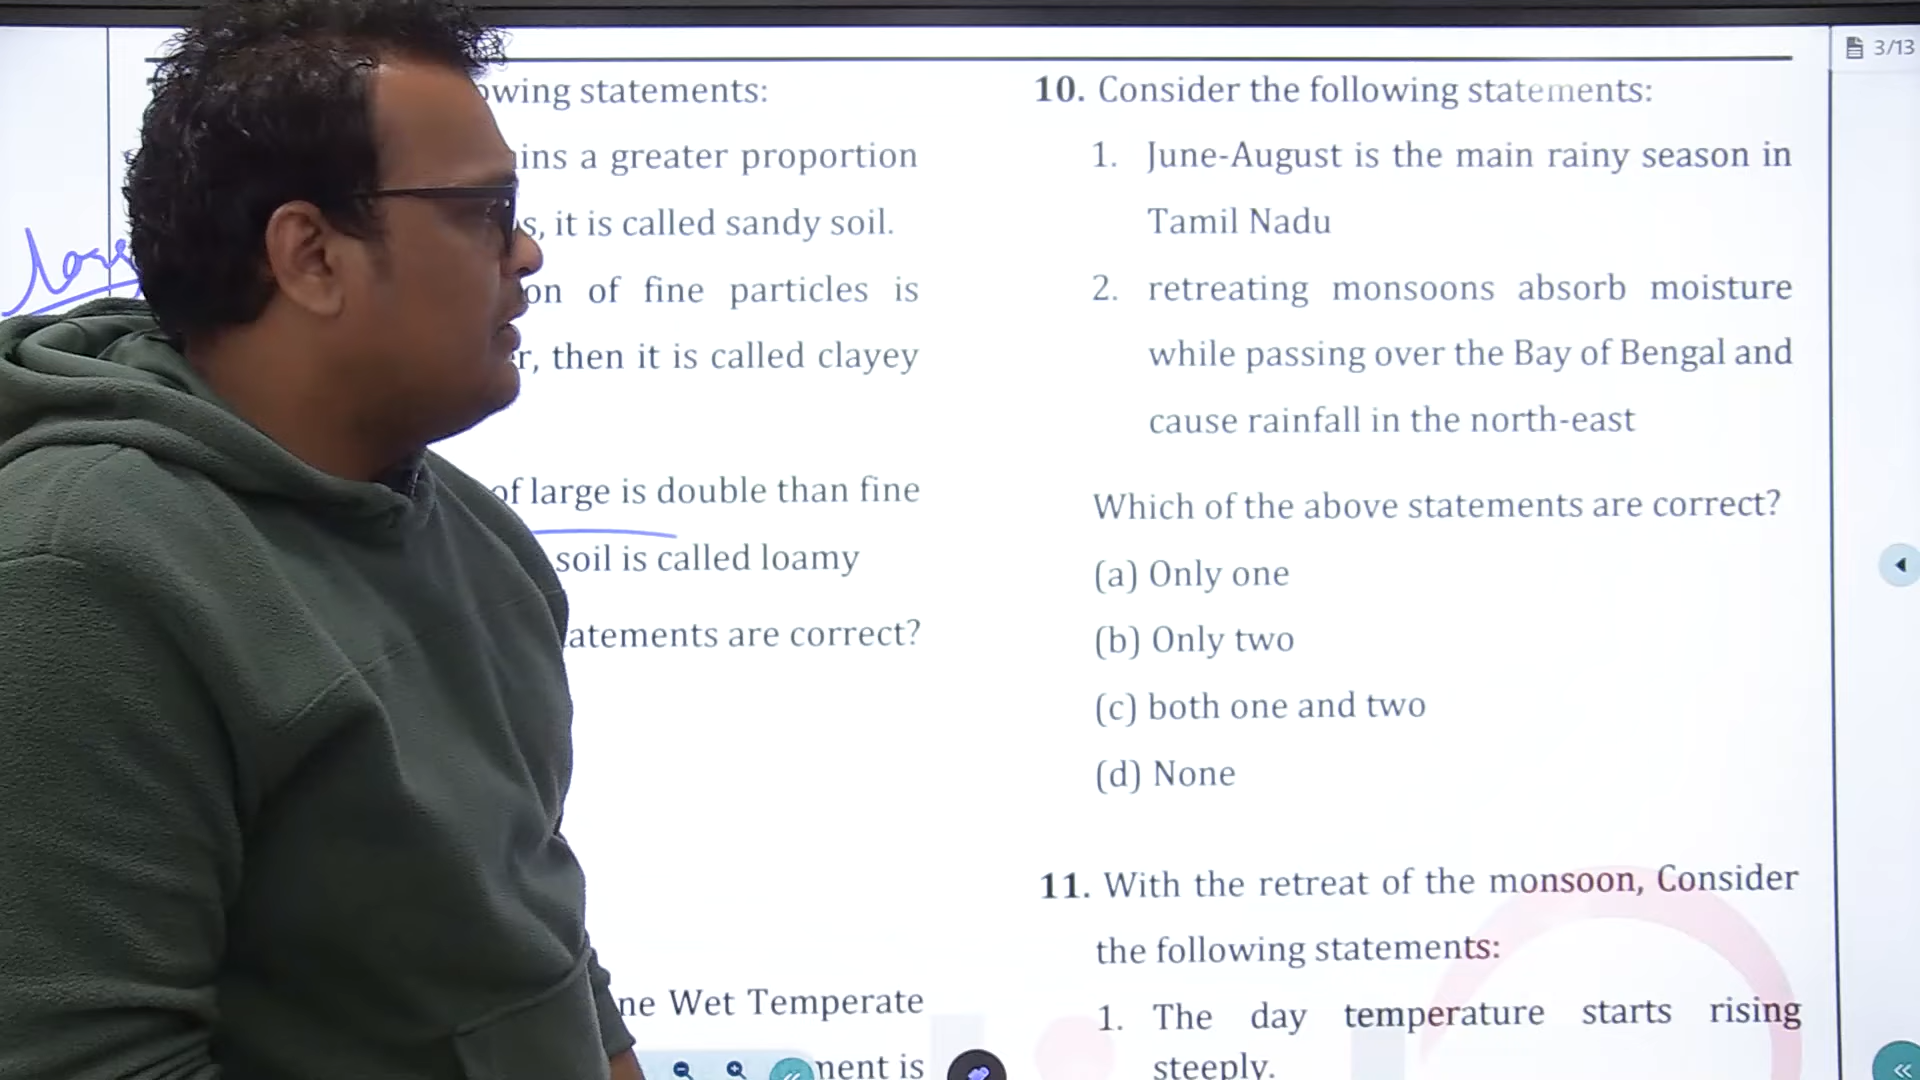 3/13
owing statements:
ins a greater proportion
s, it is called sandy soil.
on of fine particles is
r, then it is called clayey
of large is double than fine
soil is called loamy
atements are correct?
ne Wet Temperate
ment is
10. Consider the following statements:
1. June-August is the main rainy season in
Tamil Nadu
2. retreating monsoons absorb moisture
while passing over the Bay of Bengal and
cause rainfall in the north-east
Which of the above statements are correct?
(a) Only one
(b) Only two
(c) both one and two
(d) None
11. With the retreat of the monsoon, Consider
the following statements:
1. The day temperature starts rising
steeply.